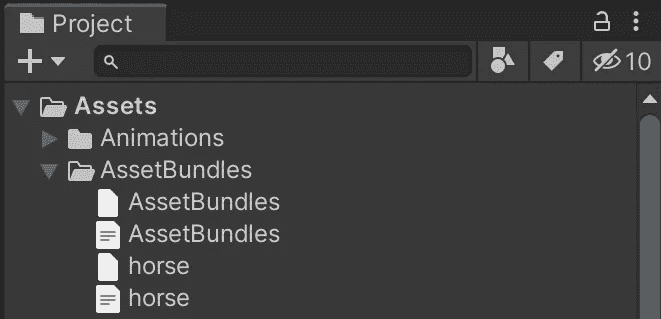 Project
10
Assets
Animations
AssetBundles
AssetBundles
AssetBundles
horse
horse